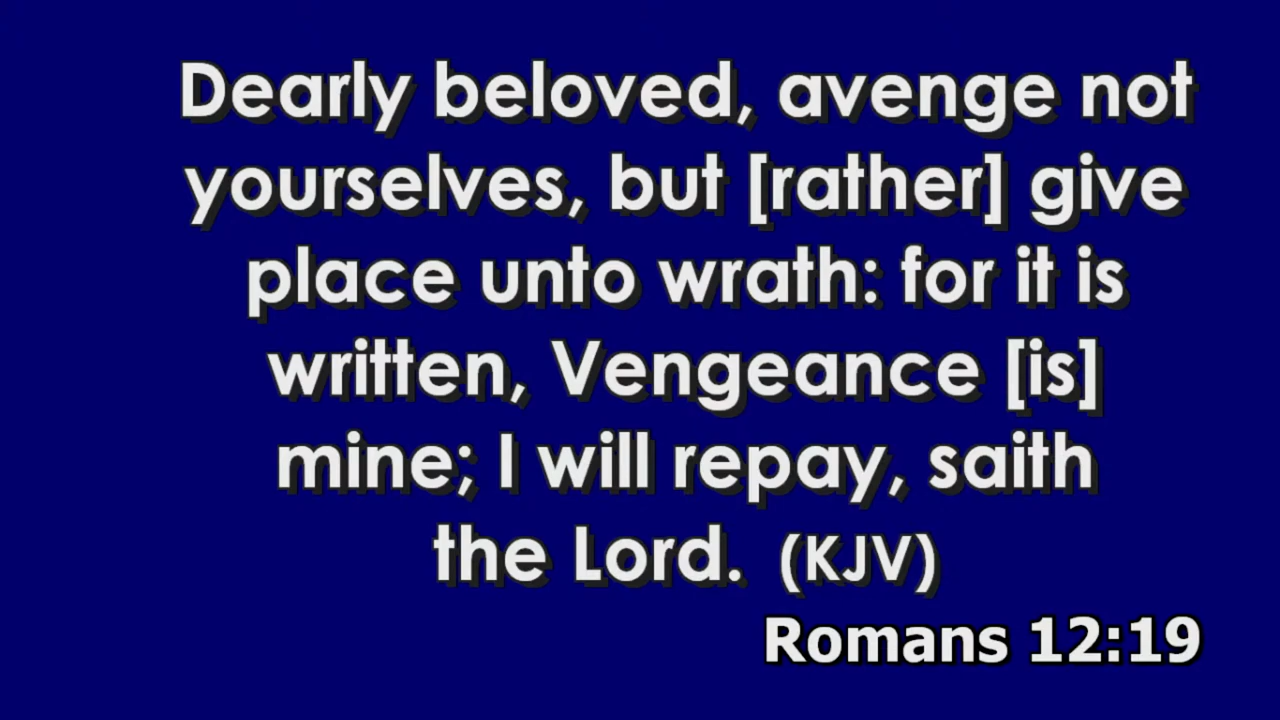 Dearly beloved, avenge not
yourselves, but [rather] give
place unto wrath: for it is
written, Vengeance [is]
mine; I will repay, saith
the Lord. (KJV)
Romans 12:19